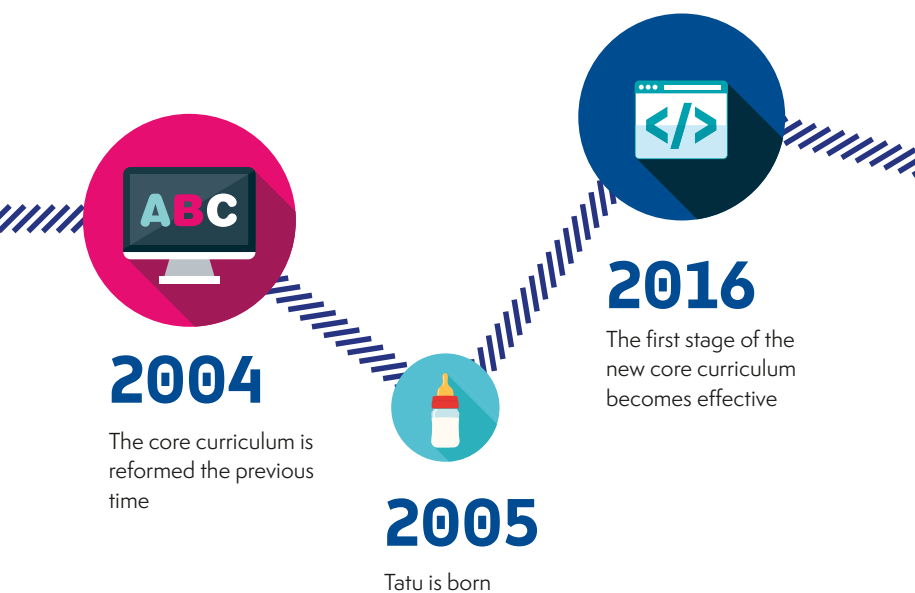 ABC
2004
The core curriculum is
reformed the previous
time
</>
2016
The first stage of the
new core curriculum
becomes effective
2005
Tatu is born